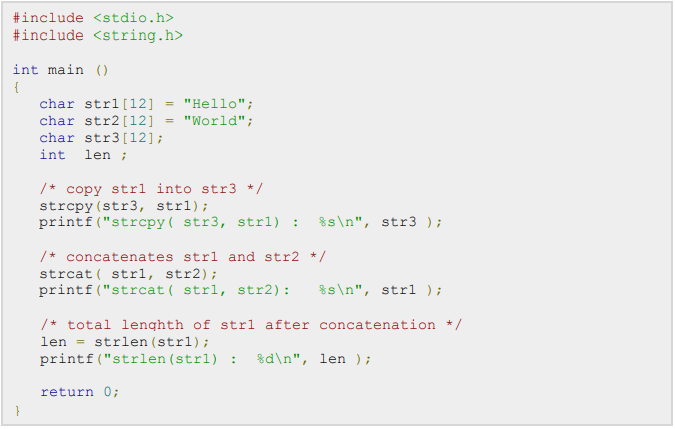 #include <stdio.h>
#include <string.h>
int main ()
{
char str1[12] = "Hello";
char str2[12] = "World";
char str3[12];
int  len ;
/* copy str1 into str3 */
strcpy(str3, str1);
printf("strcpy( str3, str1) :  %s\n", str3 );
/* concatenates str1 and str2 */
strcat( str1, str2);
printf("strcat( str1, str2):   %s\n", str1 );
/* total lenghth of str1 after concatenation */
len = strlen(str1);
printf("strlen(str1) :  %d\n", len );
return 0;
}